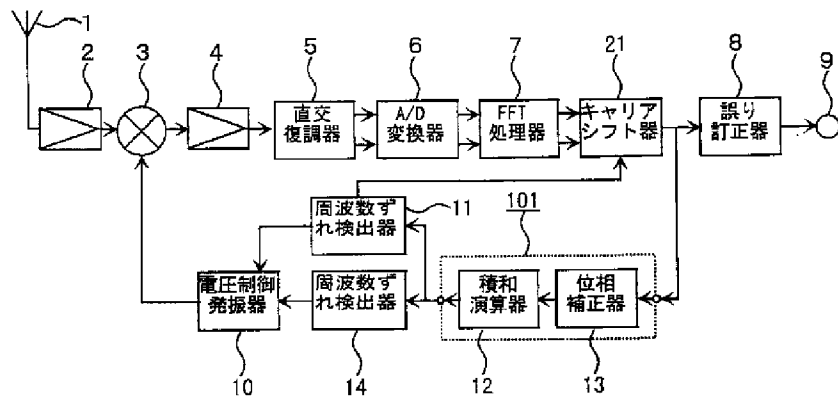 1
2
3
4
5
6
7
21
8
9
直交
復調器
A/D
変換器
FFT
処理器
キャリア
シフト器
誤り
訂正器
周波数ず
れ検出器
11
101
電圧制御
発振器
周波数ず
れ検出器
積和
演算器
位相
補正器
10
14
12
13